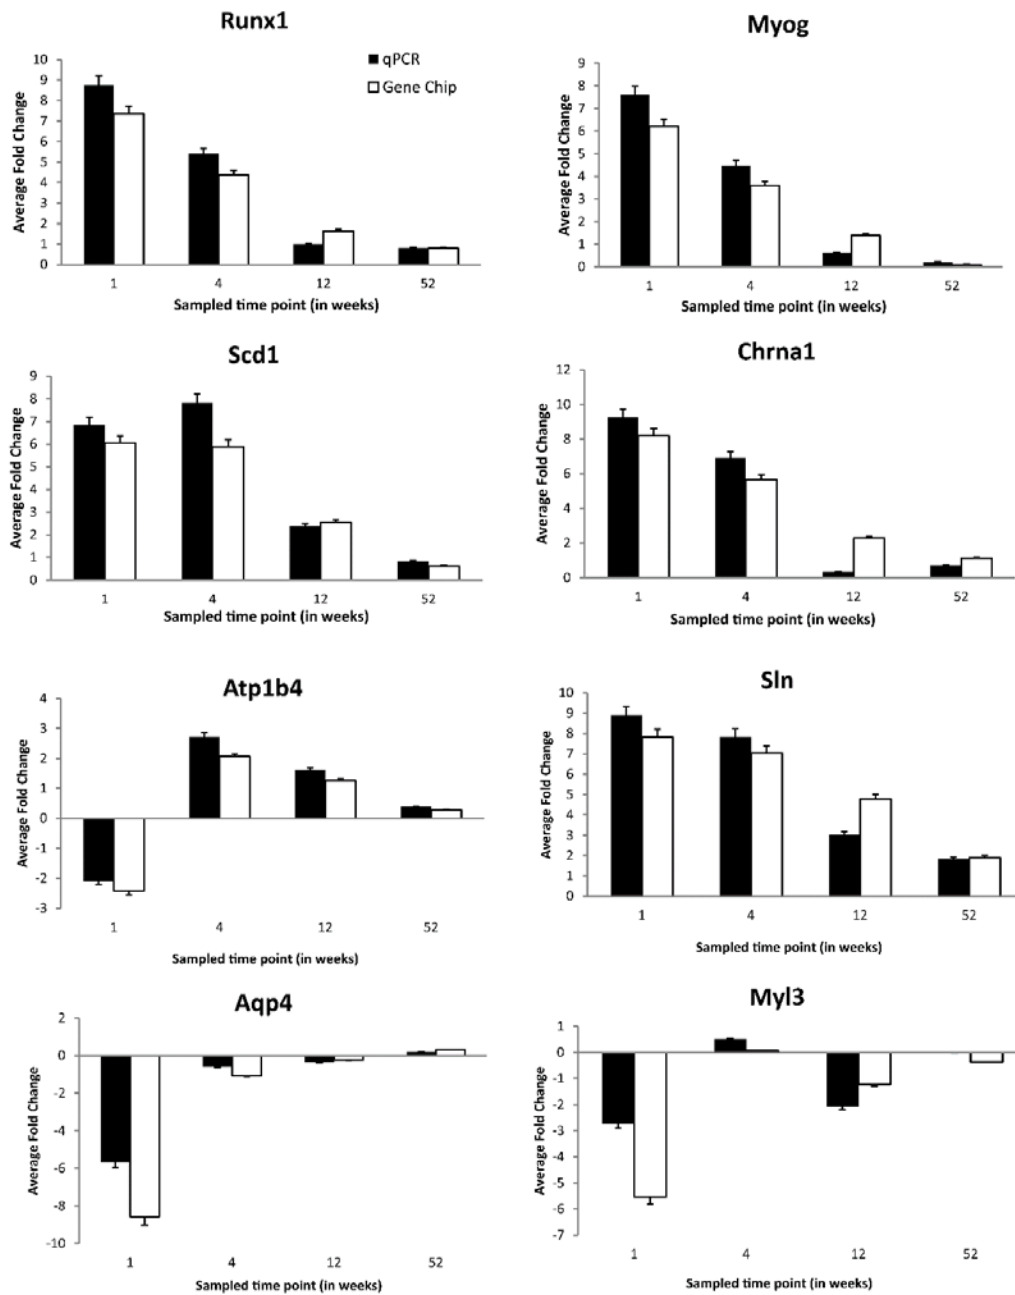 Runx1
qPCR
Gene Chip
Average Fold Change
10
9
8
7
6
5
4
3
2
1
0
1 4 12 52
Sampled time point (in weeks)
Myog
Average Fold Change
9
8
7
6
5
4
3
2
1
0
1 4 12 52
Sampled time point (in weeks)
Scd1
Average Fold Change
9
8
7
6
5
4
3
2
1
0
1 4 12 52
Sampled time point (in weeks)
Chrna1
Average Fold Change
12
10
8
6
4
2
0
1 4 12 52
Sampled time point (in weeks)
Atp1b4
Average Fold Change
4
3
2
1
0
-1
-2
-3
1 4 12 52
Sampled time point (in weeks)
Sln
Average Fold Change
10
9
8
7
6
5
4
3
2
1
0
1 4 12 52
Sampled time point (in weeks)
Aqp4
Average Fold Change
2
0
-2
-4
-6
-8
-10
1 4 12 52
Sampled time point (in weeks)
Myl3
Average Fold Change
1
0
-1
-2
-3
-4
-5
-6
-7
1 4 12 52
Sampled time point (in weeks)